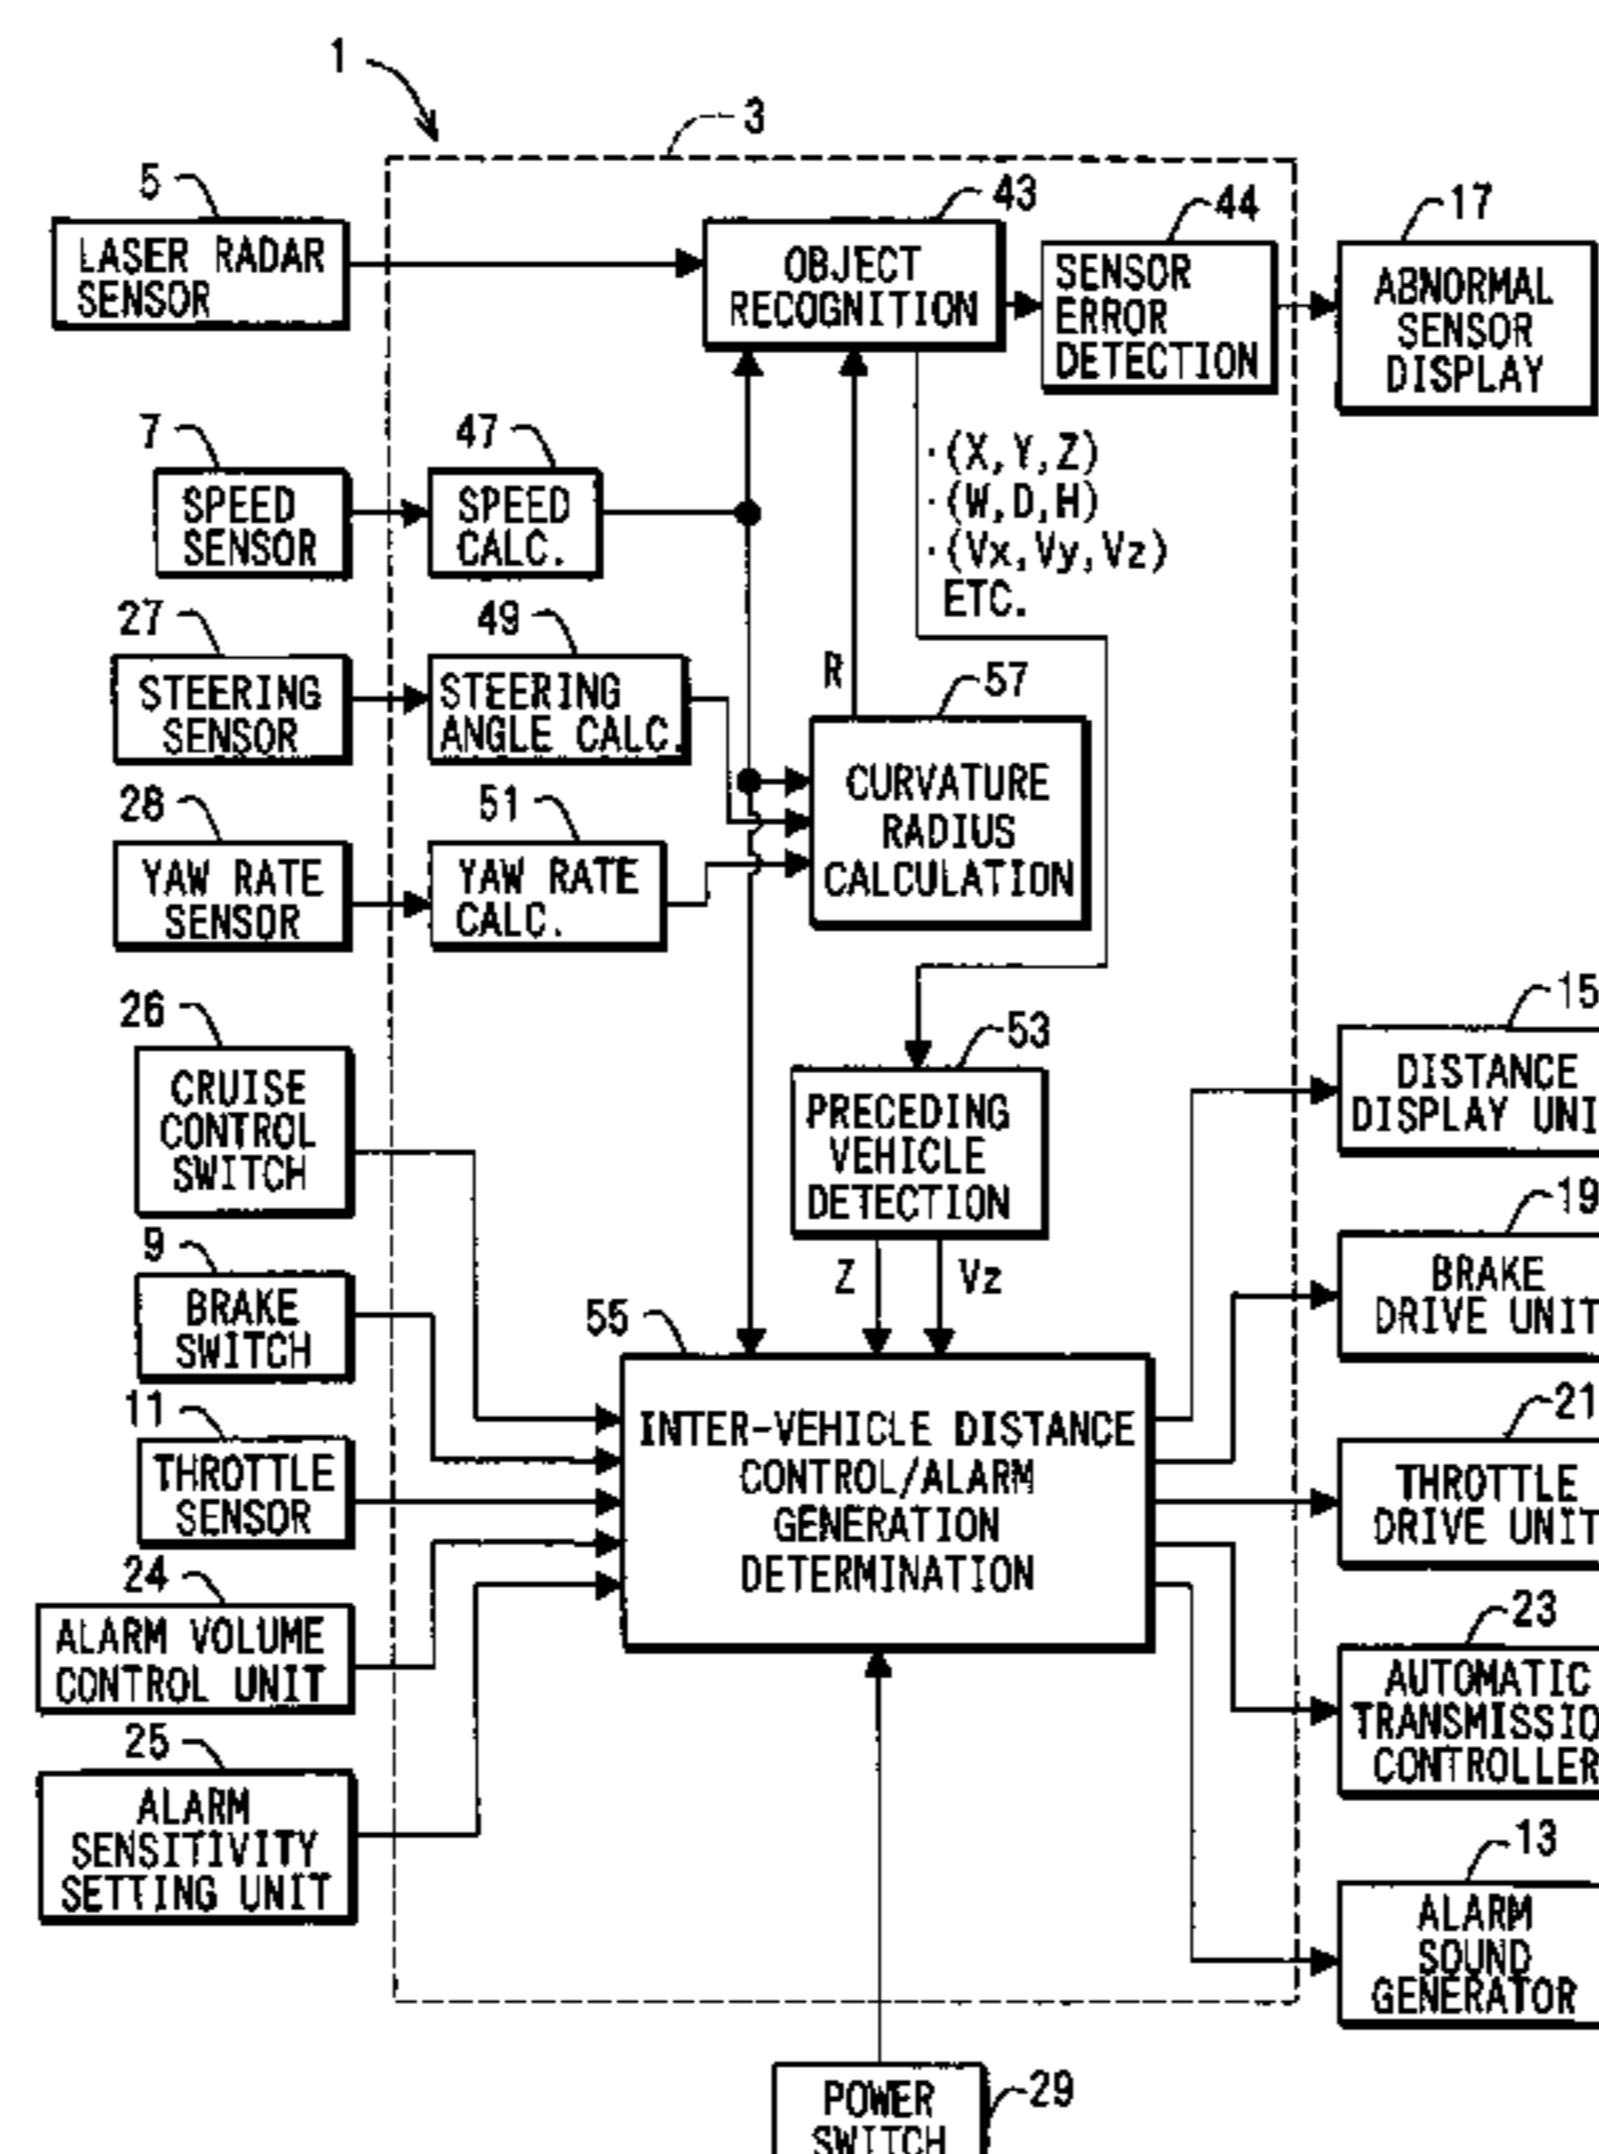 1
3
5
LASER RADAR
SENSOR
43
OBJECT
RECOGNITION
44
SENSOR
ERROR
DETECTION
17
ABNORMAL
SENSOR
DISPLAY
7
SPEED
SENSOR
47
SPEED
CALC.
·(X,Y,Z)
·(W,D,H)
·(Vx,Vy,Vz)
ETC.
27
STEERING
SENSOR
49
STEERING
ANGLE CALC.
R
57
CURVATURE
RADIUS
CALCULATION
28
YAW RATE
SENSOR
51
YAW RATE
CALC.
26
CRUISE
CONTROL
SWITCH
53
PRECEDING
VEHICLE
DETECTION
15
DISTANCE
DISPLAY UNI
9
BRAKE
SWITCH
Z
Vz
19
BRAKE
DRIVE UNIT
11
THROTTLE
SENSOR
55
INTER-VEHICLE DISTANCE
CONTROL/ALARM
GENERATION
DETERMINATION
21
THROTTLE
DRIVE UNIT
24
ALARM VOLUME
CONTROL UNIT
23
AUTOMATIC
TRANSMISSIO
CONTROLLER
25
ALARM
SENSITIVITY
SETTING UNIT
13
ALARM
SOUND
GENERATOR
29
POWER
SWITCH